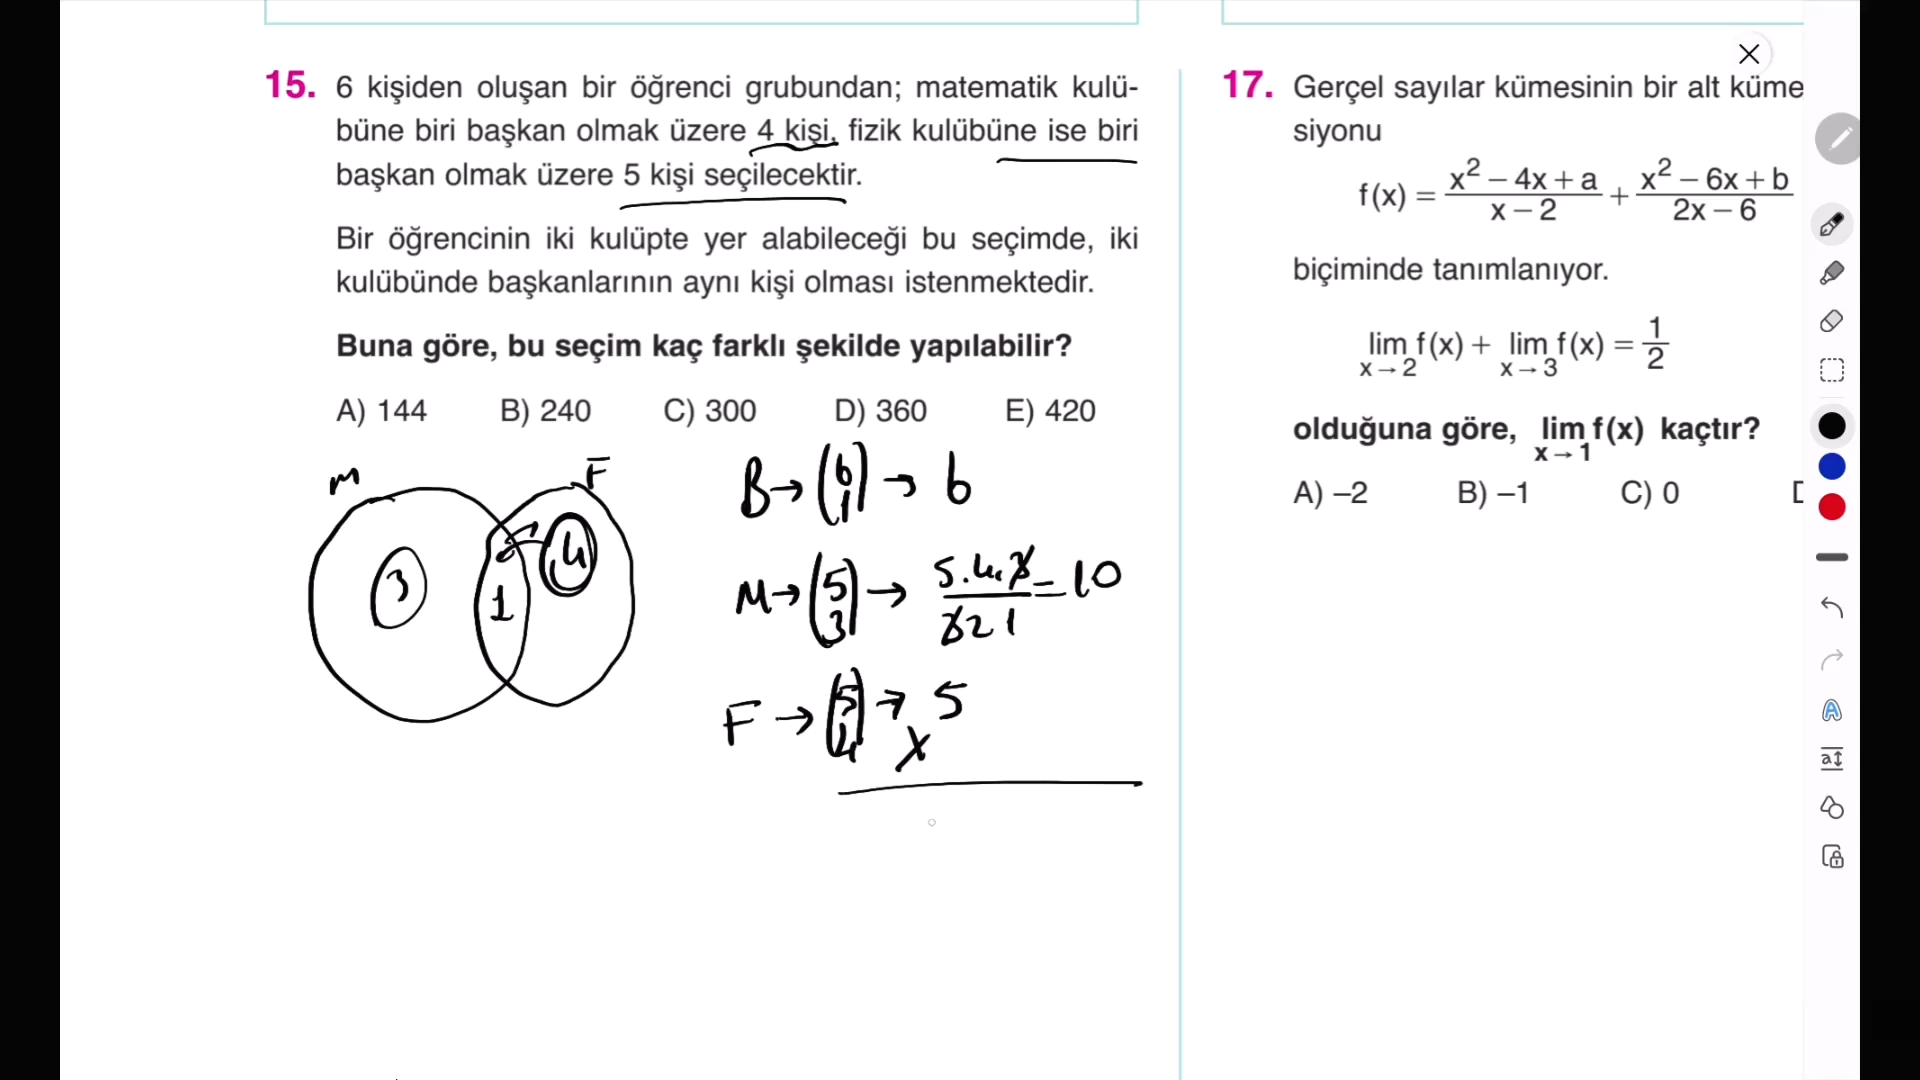 15. 6 kişiden oluşan bir öğrenci grubundan; matematik kulü-
büne biri başkan olmak üzere 4 kişi, fizik kulübüne ise biri
başkan olmak üzere 5 kişi seçilecektir.
Bir öğrencinin iki kulüpte yer alabileceği bu seçimde, iki
kulübünde başkanlarının aynı kişi olması istenmektedir.
Buna göre, bu seçim kaç farklı şekilde yapılabilir?
A) 144 B) 240 C) 300 D) 360 E) 420
M F
3 1 4
B → (6 1) → 6
M → (5 3) → 5.4.3 / 3 2 1 = 10
F → (5 4) → 5
x
17. Gerçel sayılar kümesinin bir alt küme
siyonu
f(x) = x² – 4x + a / x – 2 + x² – 6x + b / 2x – 6
biçiminde tanımlanıyor.
lim x→2 f(x) + lim x→3 f(x) = 1/2
olduğuna göre, lim x→1 f(x) kaçtır?
A) –2 B) –1 C) 0